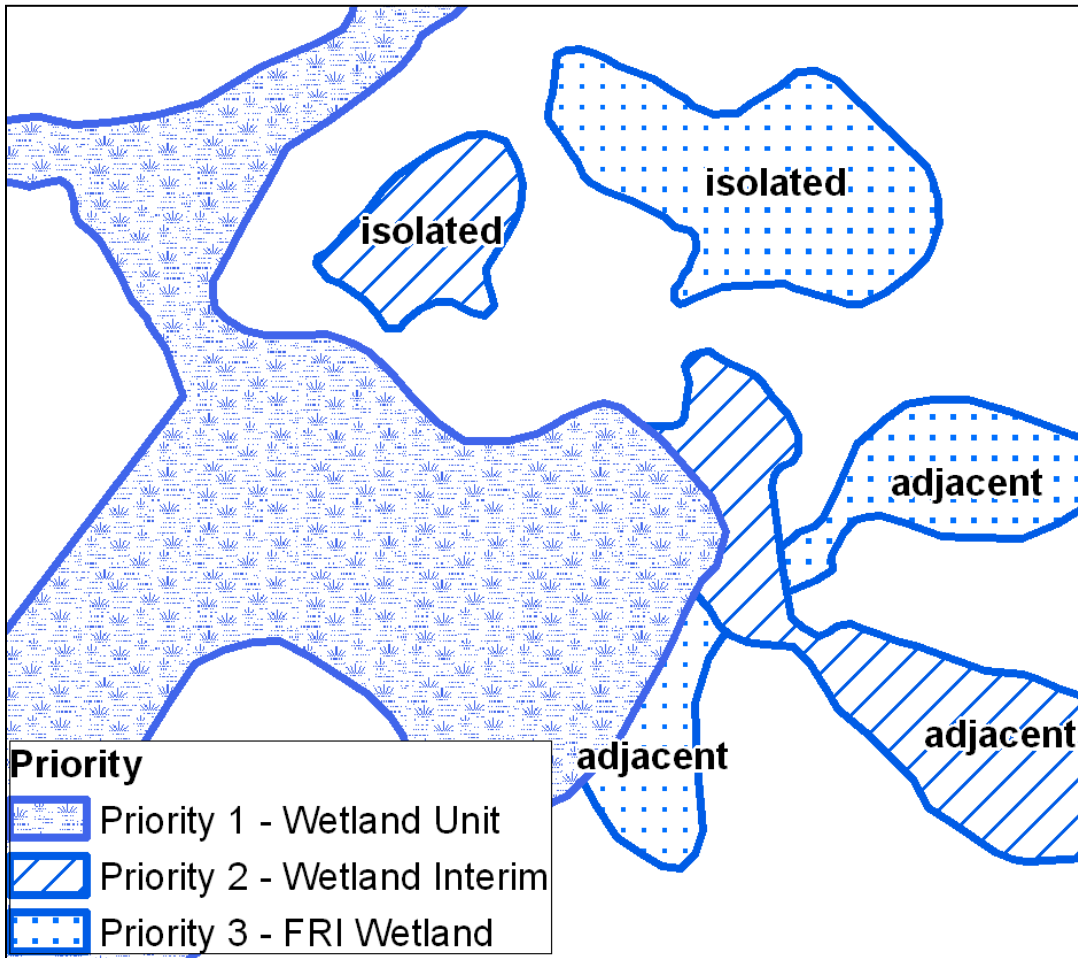 isolated
isolated
adjacent
adjacent
adjacent
Priority
Priority 1 - Wetland Unit
Priority 2 - Wetland Interim
Priority 3 - FRI Wetland